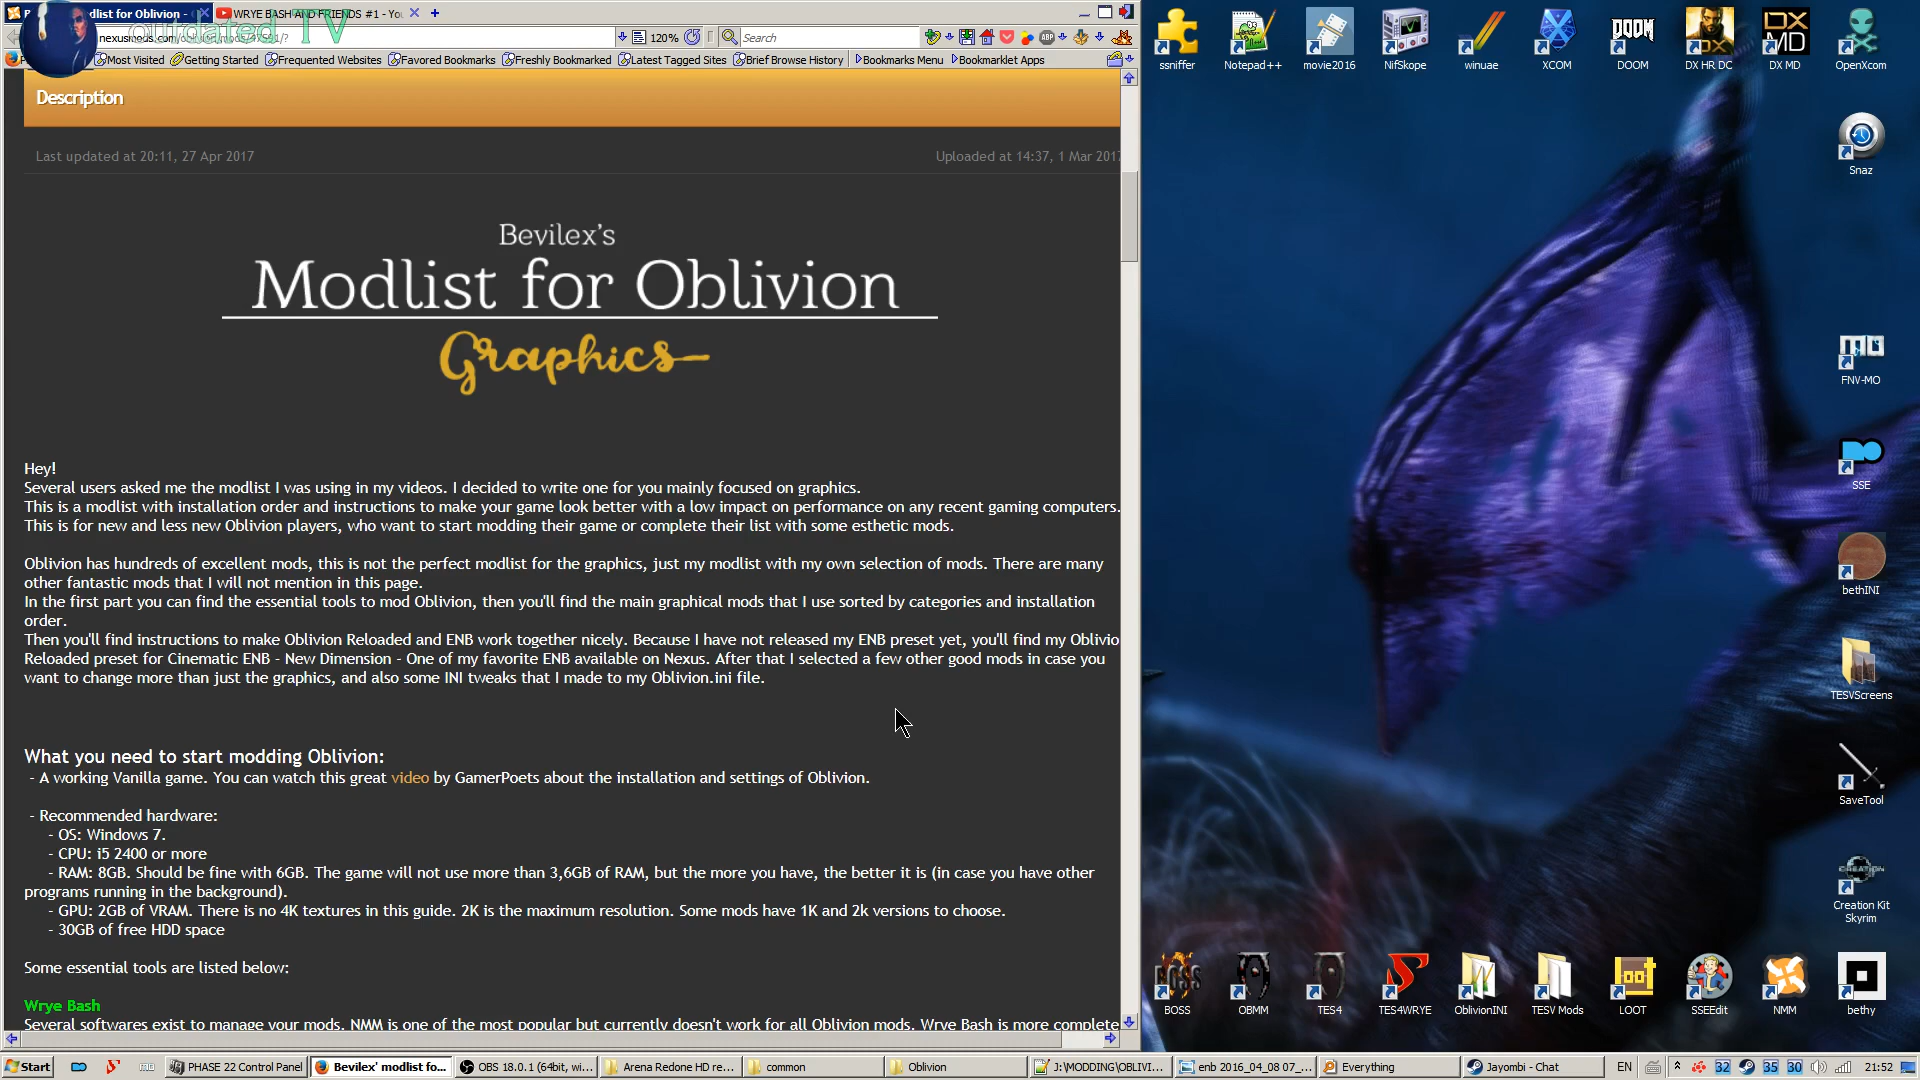 dlist for Oblivion -
WRYE BASH AND FRIENDS #1 - You
outdated TV
nexusmods.com/oblivion/mods/47591/?
120%
Search
Most Visited
Getting Started
Frequented Websites
Favored Bookmarks
Freshly Bookmarked
Latest Tagged Sites
Brief Browse History
Bookmarks Menu
Bookmarklet Apps
Description
Last updated at 20:11, 27 Apr 2017
Uploaded at 14:37, 1 Mar 2017
Bevilex's
Modlist for Oblivion
Graphics
Hey!
Several users asked me the modlist I was using in my videos. I decided to write one for you mainly focused on graphics.
This is a modlist with installation order and instructions to make your game look better with a low impact on performance on any recent gaming computers.
This is for new and less new Oblivion players, who want to start modding their game or complete their list with some esthetic mods.
Oblivion has hundreds of excellent mods, this is not the perfect modlist for the graphics, just my modlist with my own selection of mods. There are many
other fantastic mods that I will not mention in this page.
In the first part you can find the essential tools to mod Oblivion, then you'll find the main graphical mods that I use sorted by categories and installation
order.
Then you'll find instructions to make Oblivion Reloaded and ENB work together nicely. Because I have not released my ENB preset yet, you'll find my Oblivio
Reloaded preset for Cinematic ENB - New Dimension - One of my favorite ENB available on Nexus. After that I selected a few other good mods in case you
want to change more than just the graphics, and also some INI tweaks that I made to my Oblivion.ini file.
What you need to start modding Oblivion:
- A working Vanilla game. You can watch this great video by GamerPoets about the installation and settings of Oblivion.
- Recommended hardware:
- OS: Windows 7.
- CPU: i5 2400 or more
- RAM: 8GB. Should be fine with 6GB. The game will not use more than 3,6GB of RAM, but the more you have, the better it is (in case you have other
programs running in the background).
- GPU: 2GB of VRAM. There is no 4K textures in this guide. 2K is the maximum resolution. Some mods have 1K and 2k versions to choose.
- 30GB of free HDD space
Some essential tools are listed below:
Wrye Bash
Several softwares exist to manage your mods. NMM is one of the most popular but currently doesn't work for all Oblivion mods. Wrye Bash is more complete
ssniffer
Notepad++
movie2016
NifSkope
winuae
XCOM
DOOM
DOOM
DX
DX HR DC
DX
MD
DX MD
OpenXcom
Snaz
MO
FNV-MO
SSE
bethINI
TESVScreens
SaveTool
CREATION
Creation Kit
Skyrim
BOSS
OBMM
TES4
TES4WRYE
OblivionINI
TESV Mods
LOOT
LOOT
SSEEdit
NMM
bethy
Start
PHASE 22 Control Panel
Bevilex' modlist fo...
OBS 18.0.1 (64bit, wi...
Arena Redone HD re...
common
Oblivion
J:\MODDING\OBLIVI...
enb 2016_04_08 07_...
Everything
Jayombi - Chat
EN
32
35
30
21:52